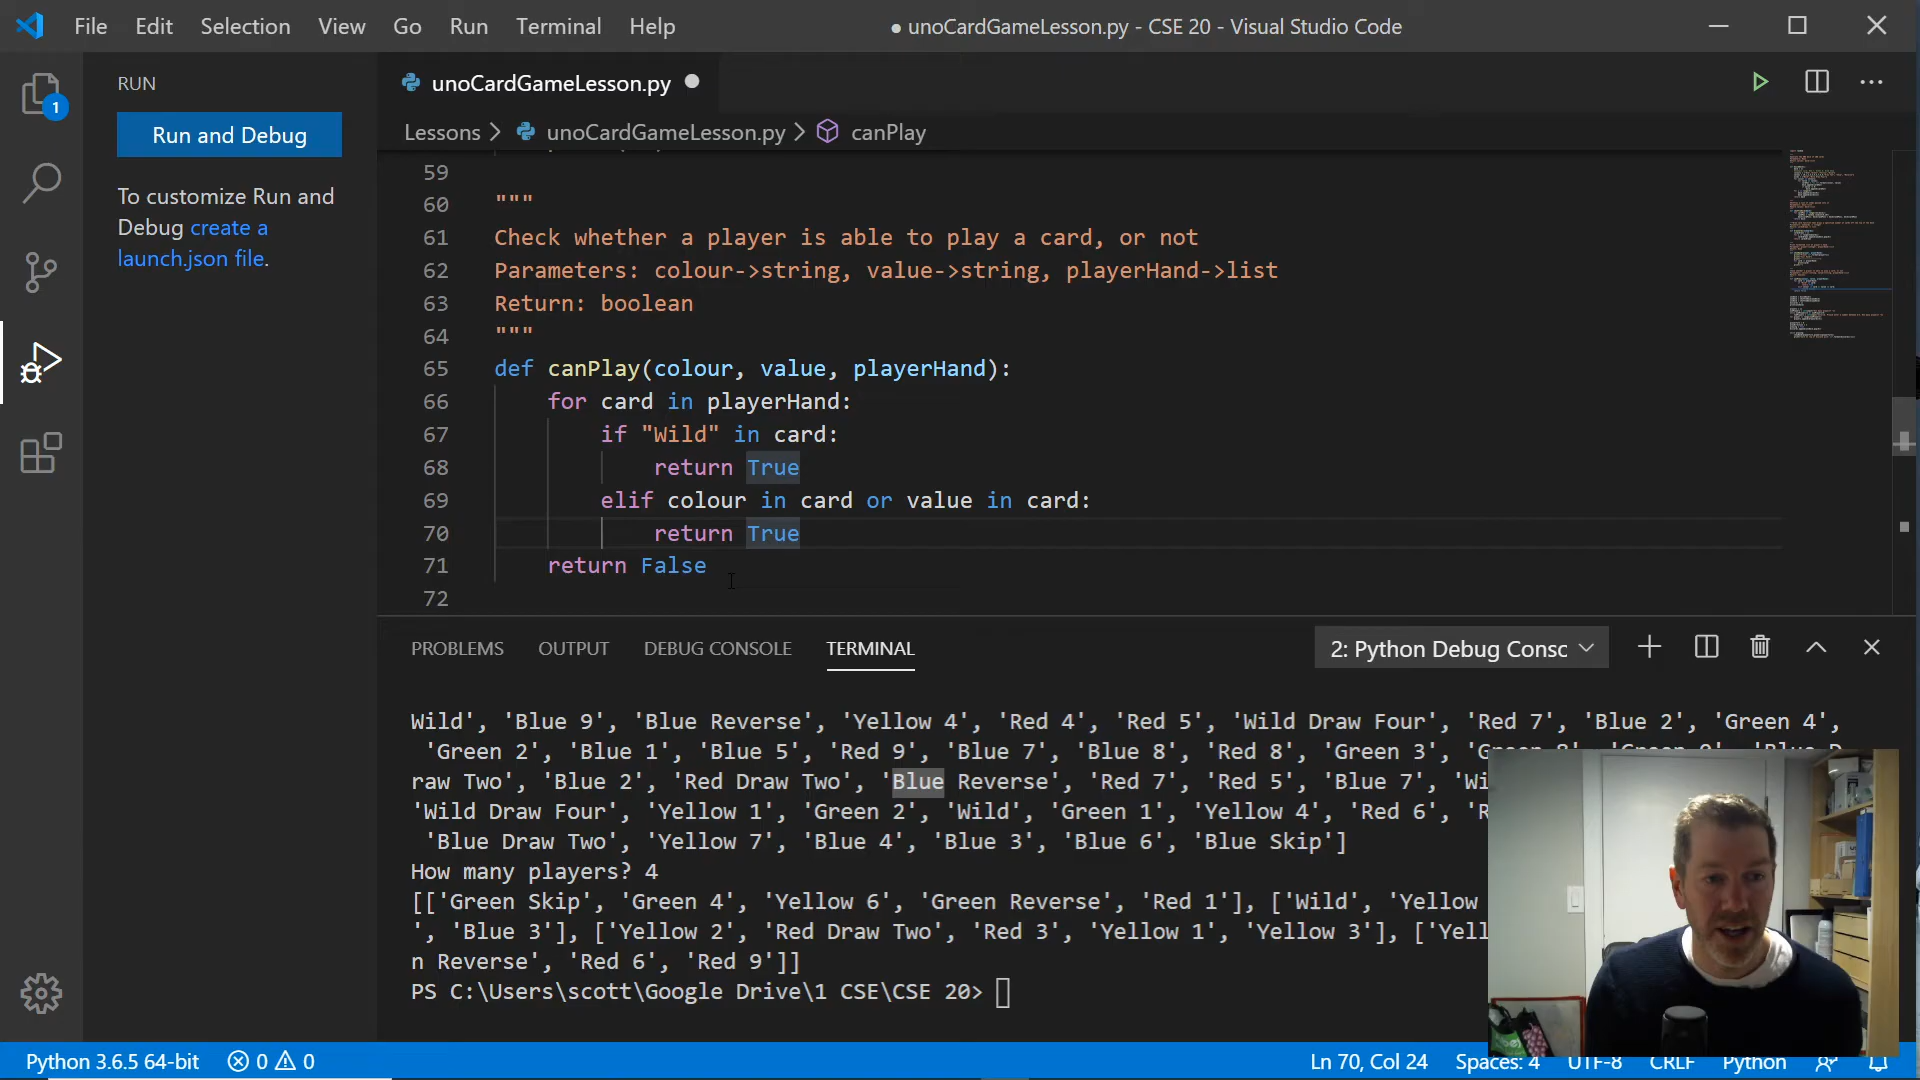 File Edit Selection View Go Run Terminal Help ● unoCardGameLesson.py - CSE 20 - Visual Studio Code
1
RUN
Run and Debug
To customize Run and
Debug create a
launch.json file.
unoCardGameLesson.py
Lessons > unoCardGameLesson.py > canPlay
59
60 """
61 Check whether a player is able to play a card, or not
62 Parameters: colour->string, value->string, playerHand->list
63 Return: boolean
64 """
65 def canPlay(colour, value, playerHand):
66 for card in playerHand:
67 if "Wild" in card:
68 return True
69 elif colour in card or value in card:
70 return True
71 return False
72
PROBLEMS OUTPUT DEBUG CONSOLE TERMINAL 2: Python Debug Consc
Wild', 'Blue 9', 'Blue Reverse', 'Yellow 4', 'Red 4', 'Red 5', 'Wild Draw Four', 'Red 7', 'Blue 2', 'Green 4',
'Green 2', 'Blue 1', 'Blue 5', 'Red 9', 'Blue 7', 'Blue 8', 'Red 8', 'Green 3',
raw Two', 'Blue 2', 'Red Draw Two', 'Blue Reverse', 'Red 7', 'Red 5', 'Blue 7', 'Wi
'Wild Draw Four', 'Yellow 1', 'Green 2', 'Wild', 'Green 1', 'Yellow 4', 'Red 6',
'Blue Draw Two', 'Yellow 7', 'Blue 4', 'Blue 3', 'Blue 6', 'Blue Skip']
How many players? 4
[['Green Skip', 'Green 4', 'Yellow 6', 'Green Reverse', 'Red 1'], ['Wild', 'Yellow
', 'Blue 3'], ['Yellow 2', 'Red Draw Two', 'Red 3', 'Yellow 1', 'Yellow 3'], ['Yell
n Reverse', 'Red 6', 'Red 9']]
PS C:\Users\scott\Google Drive\1 CSE\CSE 20>
Python 3.6.5 64-bit 0 0 Ln 70, Col 24 Spaces: 4 UTF-8 CRLF Python